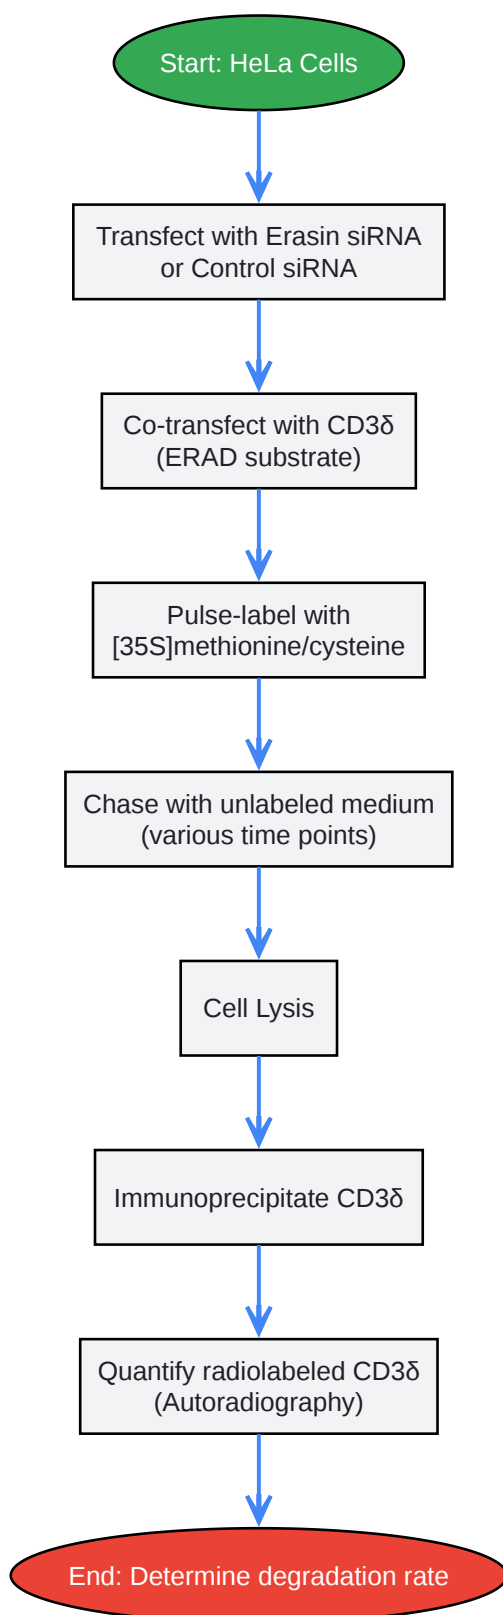 Start: HeLa Cells
Transfect with Erasin siRNA
or Control siRNA
Co-transfect with CD3δ
(ERAD substrate)
Pulse-label with
[35S]methionine/cysteine
Chase with unlabeled medium
(various time points)
Cell Lysis
Immunoprecipitate CD3δ
Quantify radiolabeled CD3δ
(Autoradiography)
End: Determine degradation rate